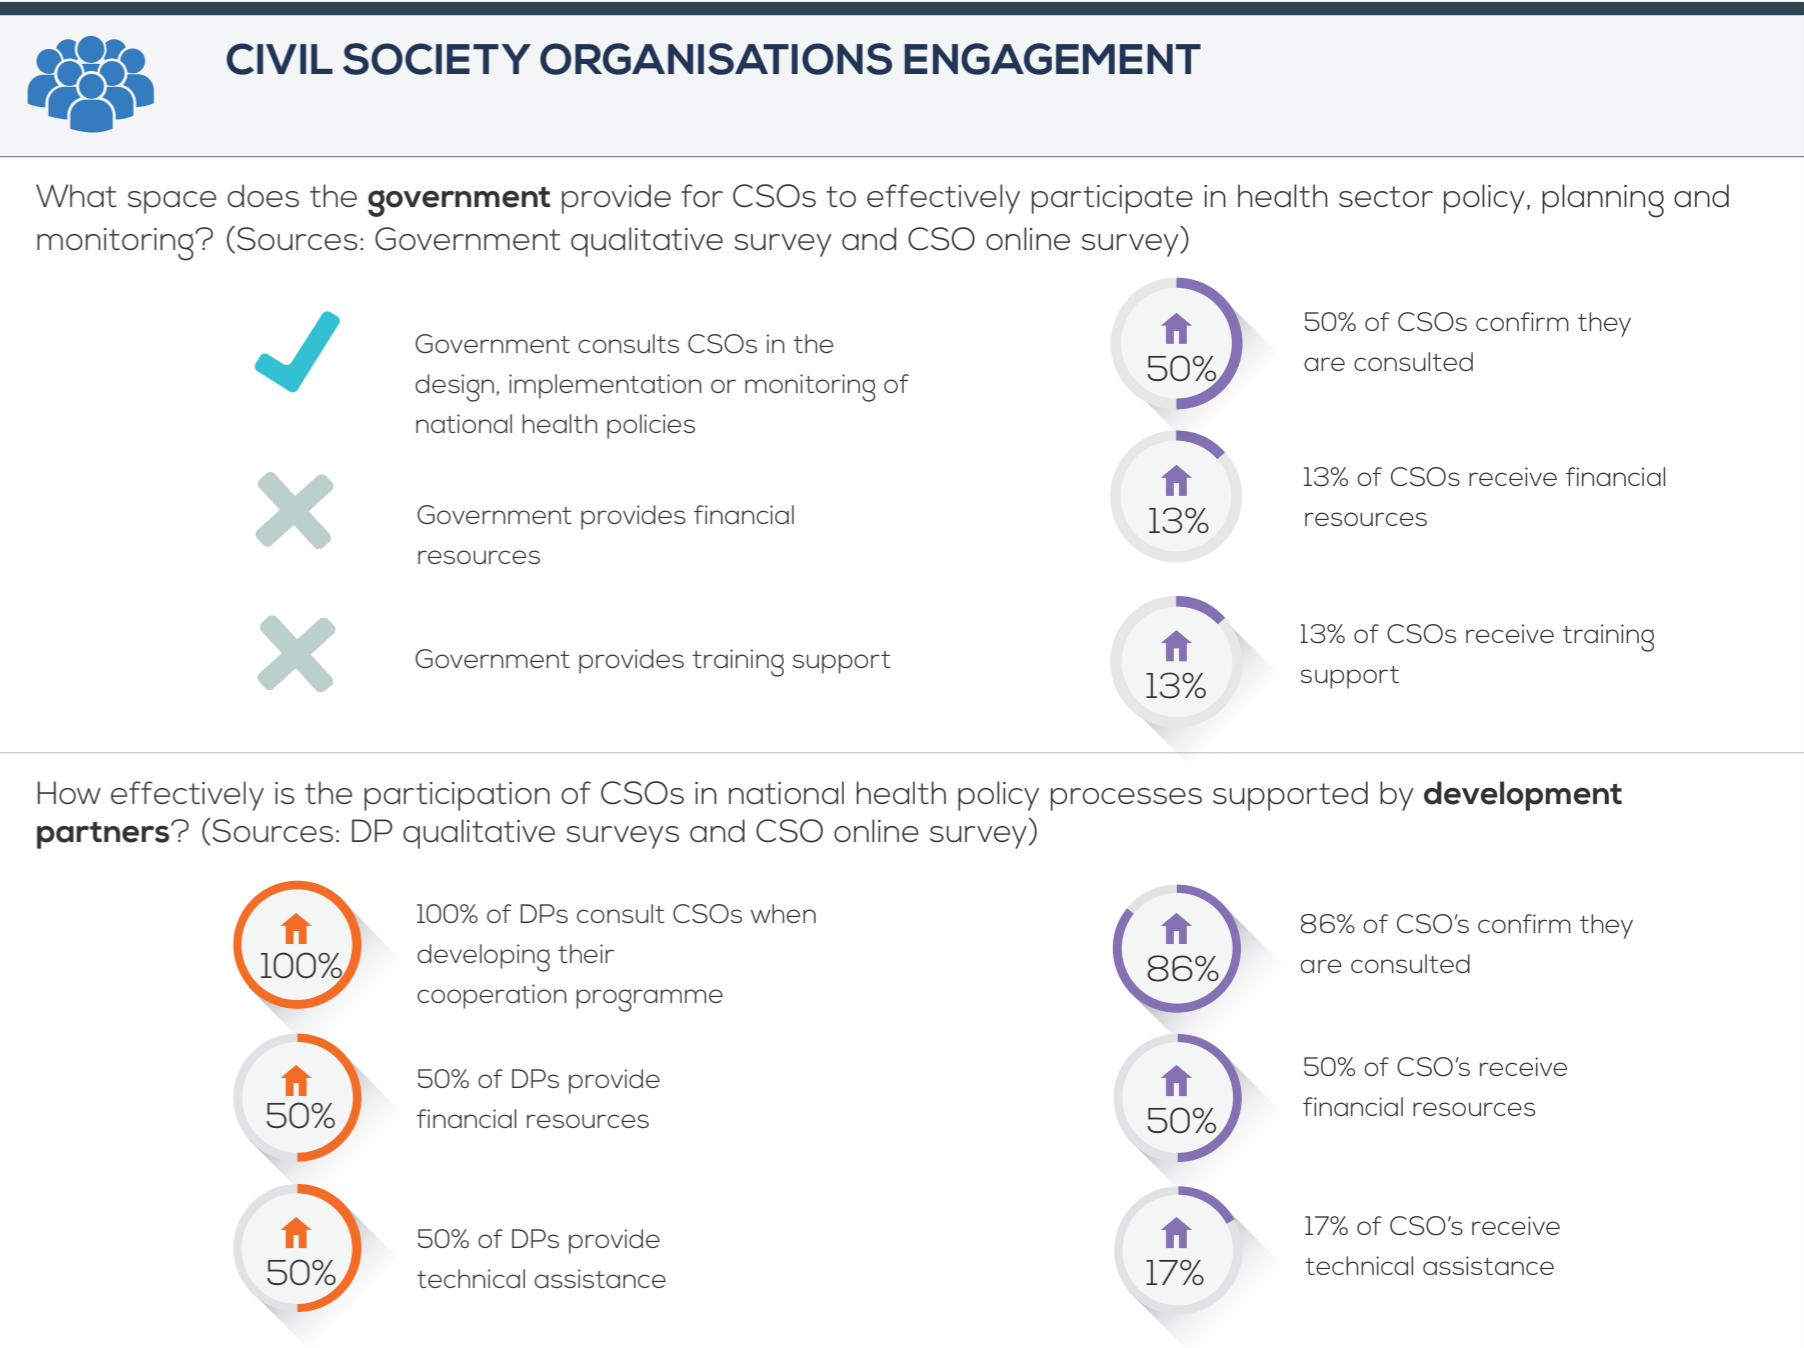 CIVIL SOCIETY ORGANISATIONS ENGAGEMENT
What space does the government provide for CSOs to effectively participate in health sector policy, planning and
monitoring? (Sources: Government qualitative survey and CSO online survey)
Government consults CSOs in the
design, implementation or monitoring of
national health policies
50%
50% of CSOs confirm they
are consulted
Government provides financial
resources
13%
13% of CSOs receive financial
resources
Government provides training support
13%
13% of CSOs receive training
support
How effectively is the participation of CSOs in national health policy processes supported by development
partners? (Sources: DP qualitative surveys and CSO online survey)
100%
100% of DPs consult CSOs when
developing their
cooperation programme
86%
86% of CSO's confirm they
are consulted
50%
50% of DPs provide
financial resources
50%
50% of CSO's receive
financial resources
50%
50% of DPs provide
technical assistance
17%
17% of CSO's receive
technical assistance